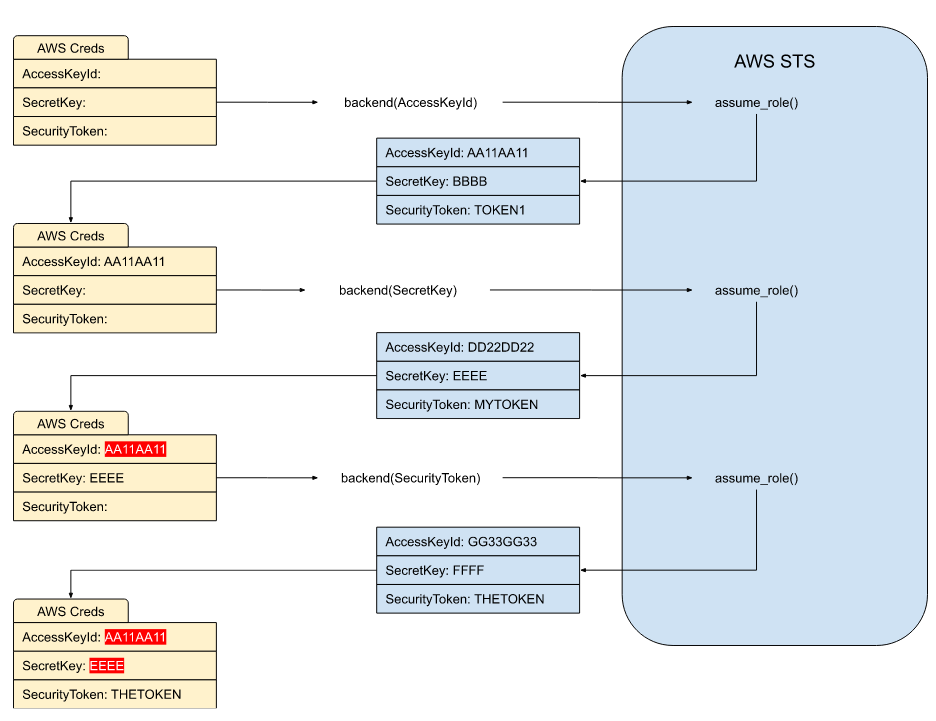 AWS STS
AWS Creds
AccessKeyId:
SecretKey:
SecurityToken:
backend(AccessKeyId)
assume_role()
AccessKeyId: AA11AA11
SecretKey: BBBB
SecurityToken: TOKEN1
AWS Creds
AccessKeyId: AA11AA11
SecretKey:
SecurityToken:
backend(SecretKey)
assume_role()
AccessKeyId: DD22DD22
SecretKey: EEEE
SecurityToken: MYTOKEN
AWS Creds
AccessKeyId: AA11AA11
SecretKey: EEEE
SecurityToken:
backend(SecurityToken)
assume_role()
AccessKeyId: GG33GG33
SecretKey: FFFF
SecurityToken: THETOKEN
AWS Creds
AccessKeyId: AA11AA11
SecretKey: EEEE
SecurityToken: THETOKEN